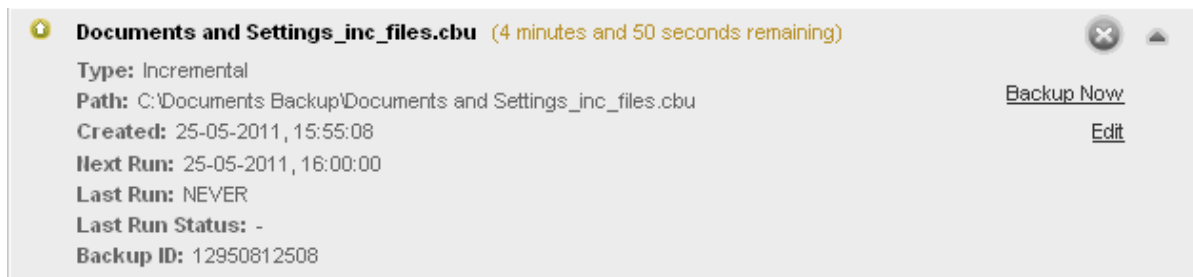 Documents and Settings_inc_files.cbu (4 minutes and 50 seconds remaining)
Type: Incremental
Path: C:\Documents Backup\Documents and Settings_inc_files.cbu
Backup Now
Created: 25-05-2011, 15:55:08
Edit
Next Run: 25-05-2011, 16:00:00
Last Run: NEVER
Last Run Status: -
Backup ID: 12950812508